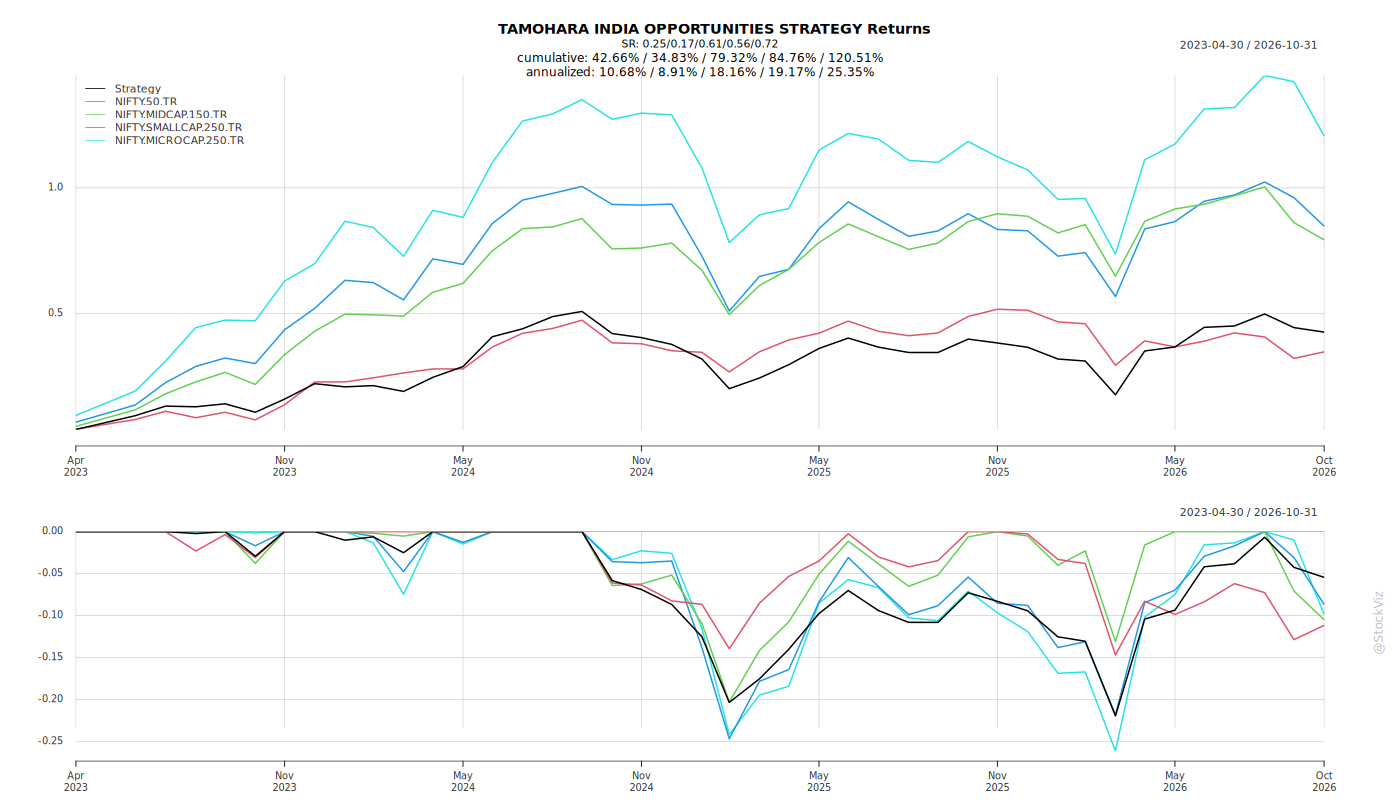 TAMOHARA INDIA OPPORTUNITIES STRATEGY Returns
SR: 0.25/0.17/0.61/0.56/0.72
cumulative: 42.66% / 34.83% / 79.32% / 84.76% / 120.51%
annualized: 10.68% / 8.91% / 18.16% / 19.17% / 25.35%
2023-04-30 / 2026-10-31
Strategy
NIFTY.50.TR
NIFTY.MIDCAP.150.TR
NIFTY.SMALLCAP.250.TR
NIFTY.MICROCAP.250.TR
1.0
0.5
Apr Nov May Nov May Nov May Oct
2023 2023 2024 2024 2025 2025 2026 2026
2023-04-30 / 2026-10-31
0.00
-0.05
-0.10
-0.15
-0.20
-0.25
Apr Nov May Nov May Nov May Oct
2023 2023 2024 2024 2025 2025 2026 2026
@StockViz